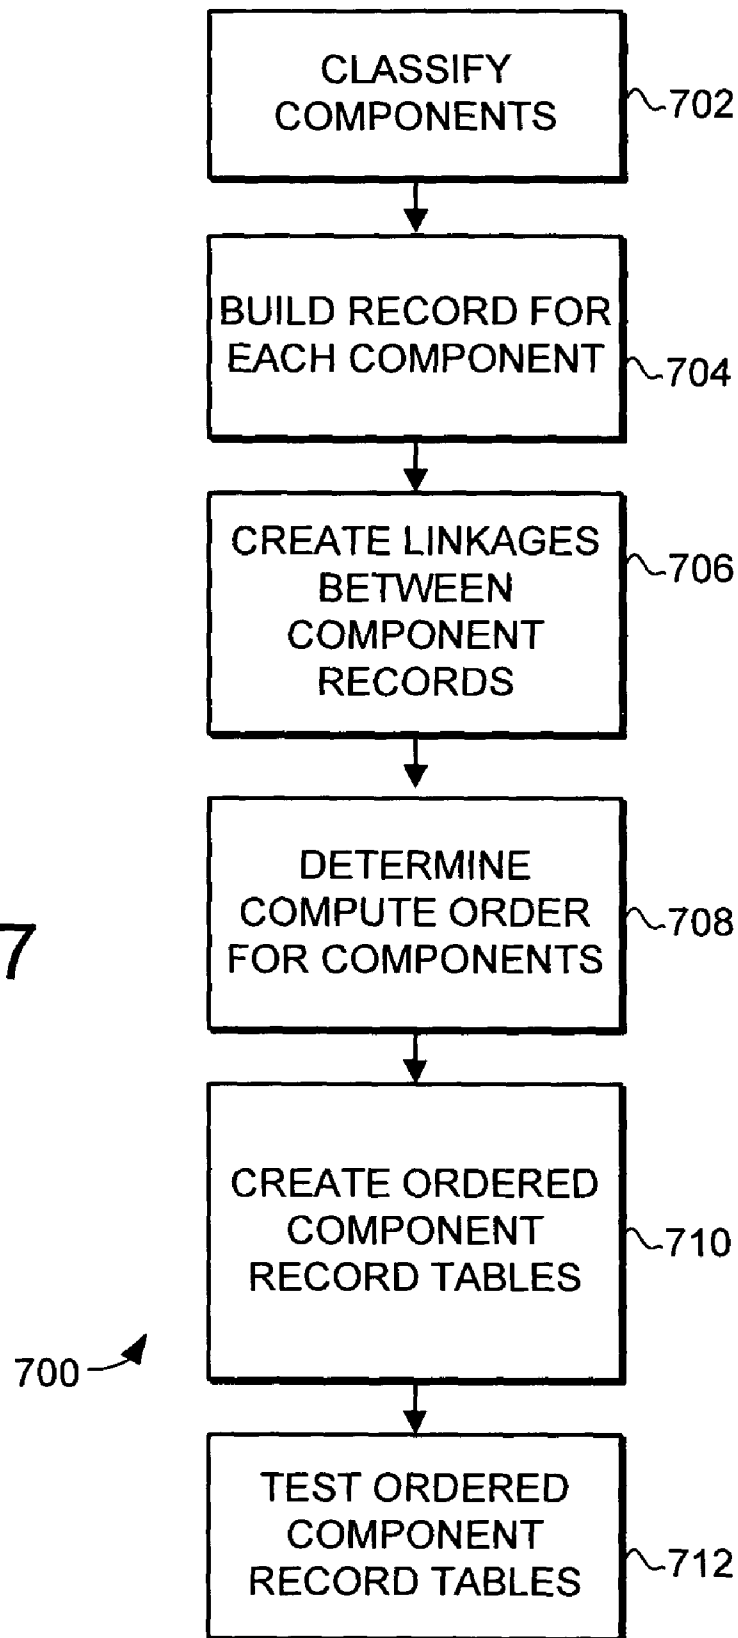 CLASSIFY
COMPONENTS
702
BUILD RECORD FOR
EACH COMPONENT
704
CREATE LINKAGES
BETWEEN
COMPONENT
RECORDS
706
DETERMINE
COMPUTE ORDER
FOR COMPONENTS
708
7
CREATE ORDERED
COMPONENT
RECORD TABLES
710
700
TEST ORDERED
COMPONENT
RECORD TABLES
712